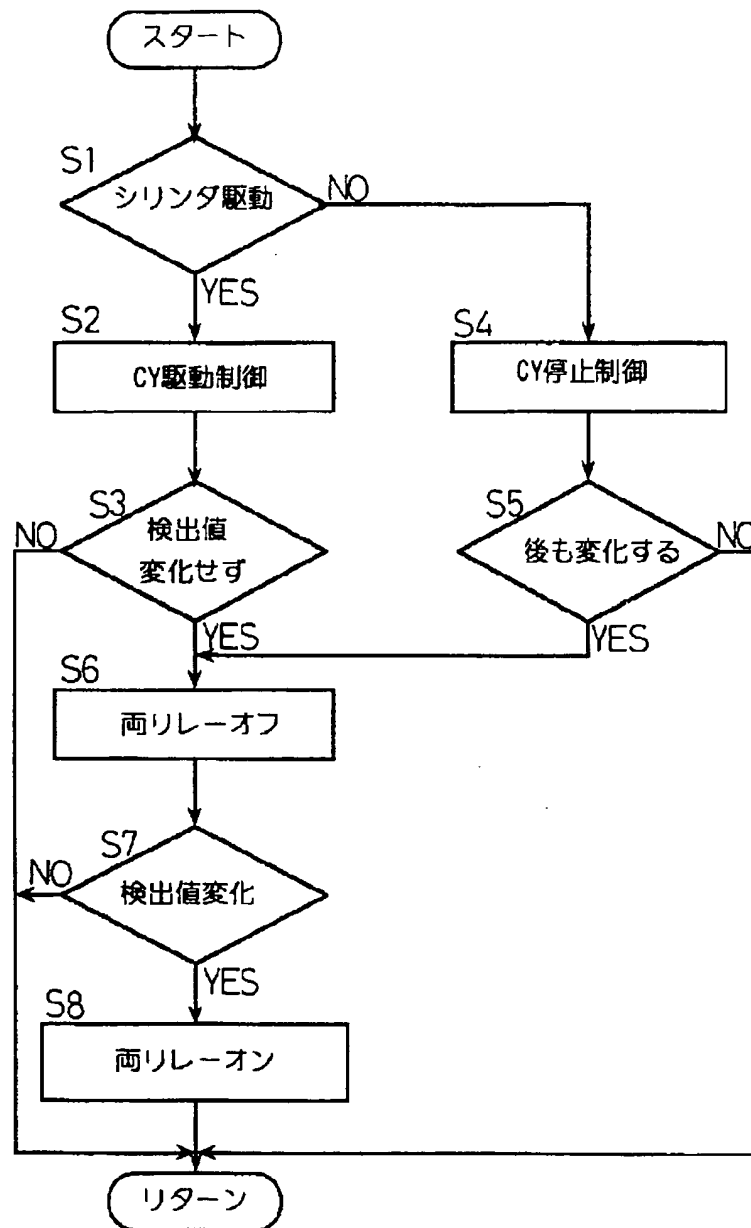 スタート
S1
シリンダ駆動
NO
YES
S2
CY駆動制御
S4
CY停止制御
S3
検出値
変化せず
NO
YES
S5
後も変化する
NO
YES
S6
両リレーオフ
S7
検出値変化
NO
YES
S8
両リレーオン
リターン